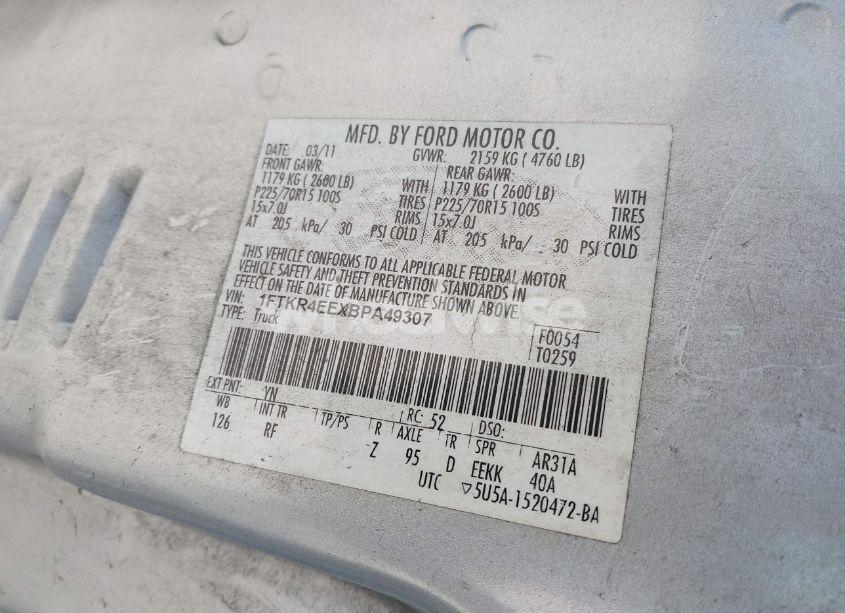 MFD. BY FORD MOTOR CO.
DATE: 03/11 GVWR: 2159 KG ( 4760 LB)
FRONT GAWR: REAR GAWR:
1179 KG ( 2600 LB) WITH 1179 KG ( 2600 LB) WITH
P225/70R15 100S TIRES P225/70R15 100S TIRES
15x7.0J RIMS 15x7.0J RIMS
AT 205 kPa/ 30 PSI COLD AT 205 kPa/ 30 PSI COLD
THIS VEHICLE CONFORMS TO ALL APPLICABLE FEDERAL MOTOR
VEHICLE SAFETY AND THEFT PREVENTION STANDARDS IN
EFFECT ON THE DATE OF MANUFACTURE SHOWN ABOVE.
VIN: 1FTKR4EEXBPA49307
TYPE: Truck
F0054
T0259
EXT PNT: YN RC: 52 DSO:
WB INT TR TP/PS R AXLE TR SPR AR3TA
126 RF Z 95 D EEKK 40A
UTC ▽5U5A-1520472-BA